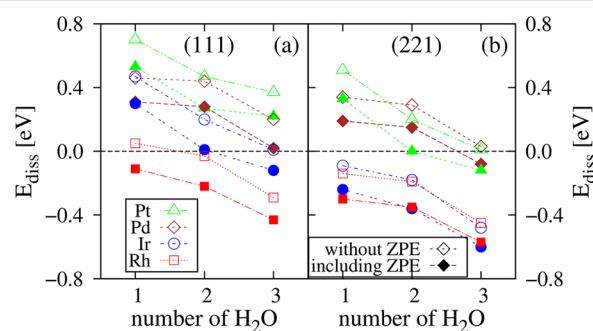 (111) (a) (221) (b)
0.8 0.8
0.4 0.4
0.0 0.0
−0.4 −0.4
−0.8 −0.8
E_diss [eV] E_diss [eV]
Pt
Pd
Ir
Rh
without ZPE
including ZPE
1 2 3 1 2 3
number of H₂O number of H₂O